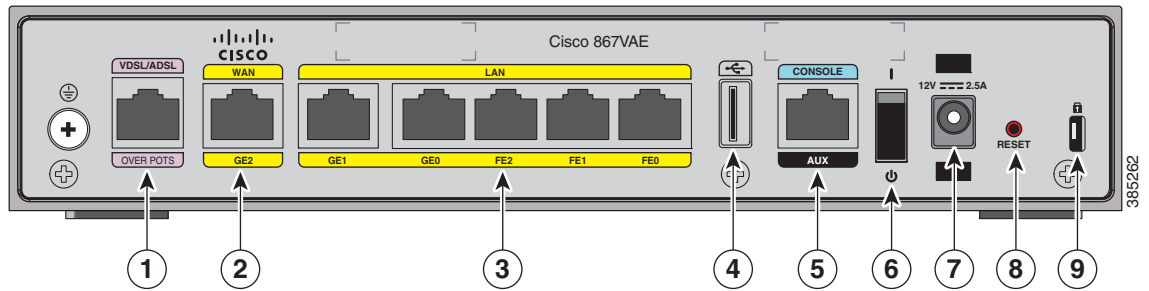 CISCO
Cisco 867VAE
VDSL/ADSL
WAN
LAN
CONSOLE
12V 2.5A
RESET
OVER POTS
GE2
GE1
GE0
FE2
FE1
FE0
AUX
385262
1
2
3
4
5
6
7
8
9